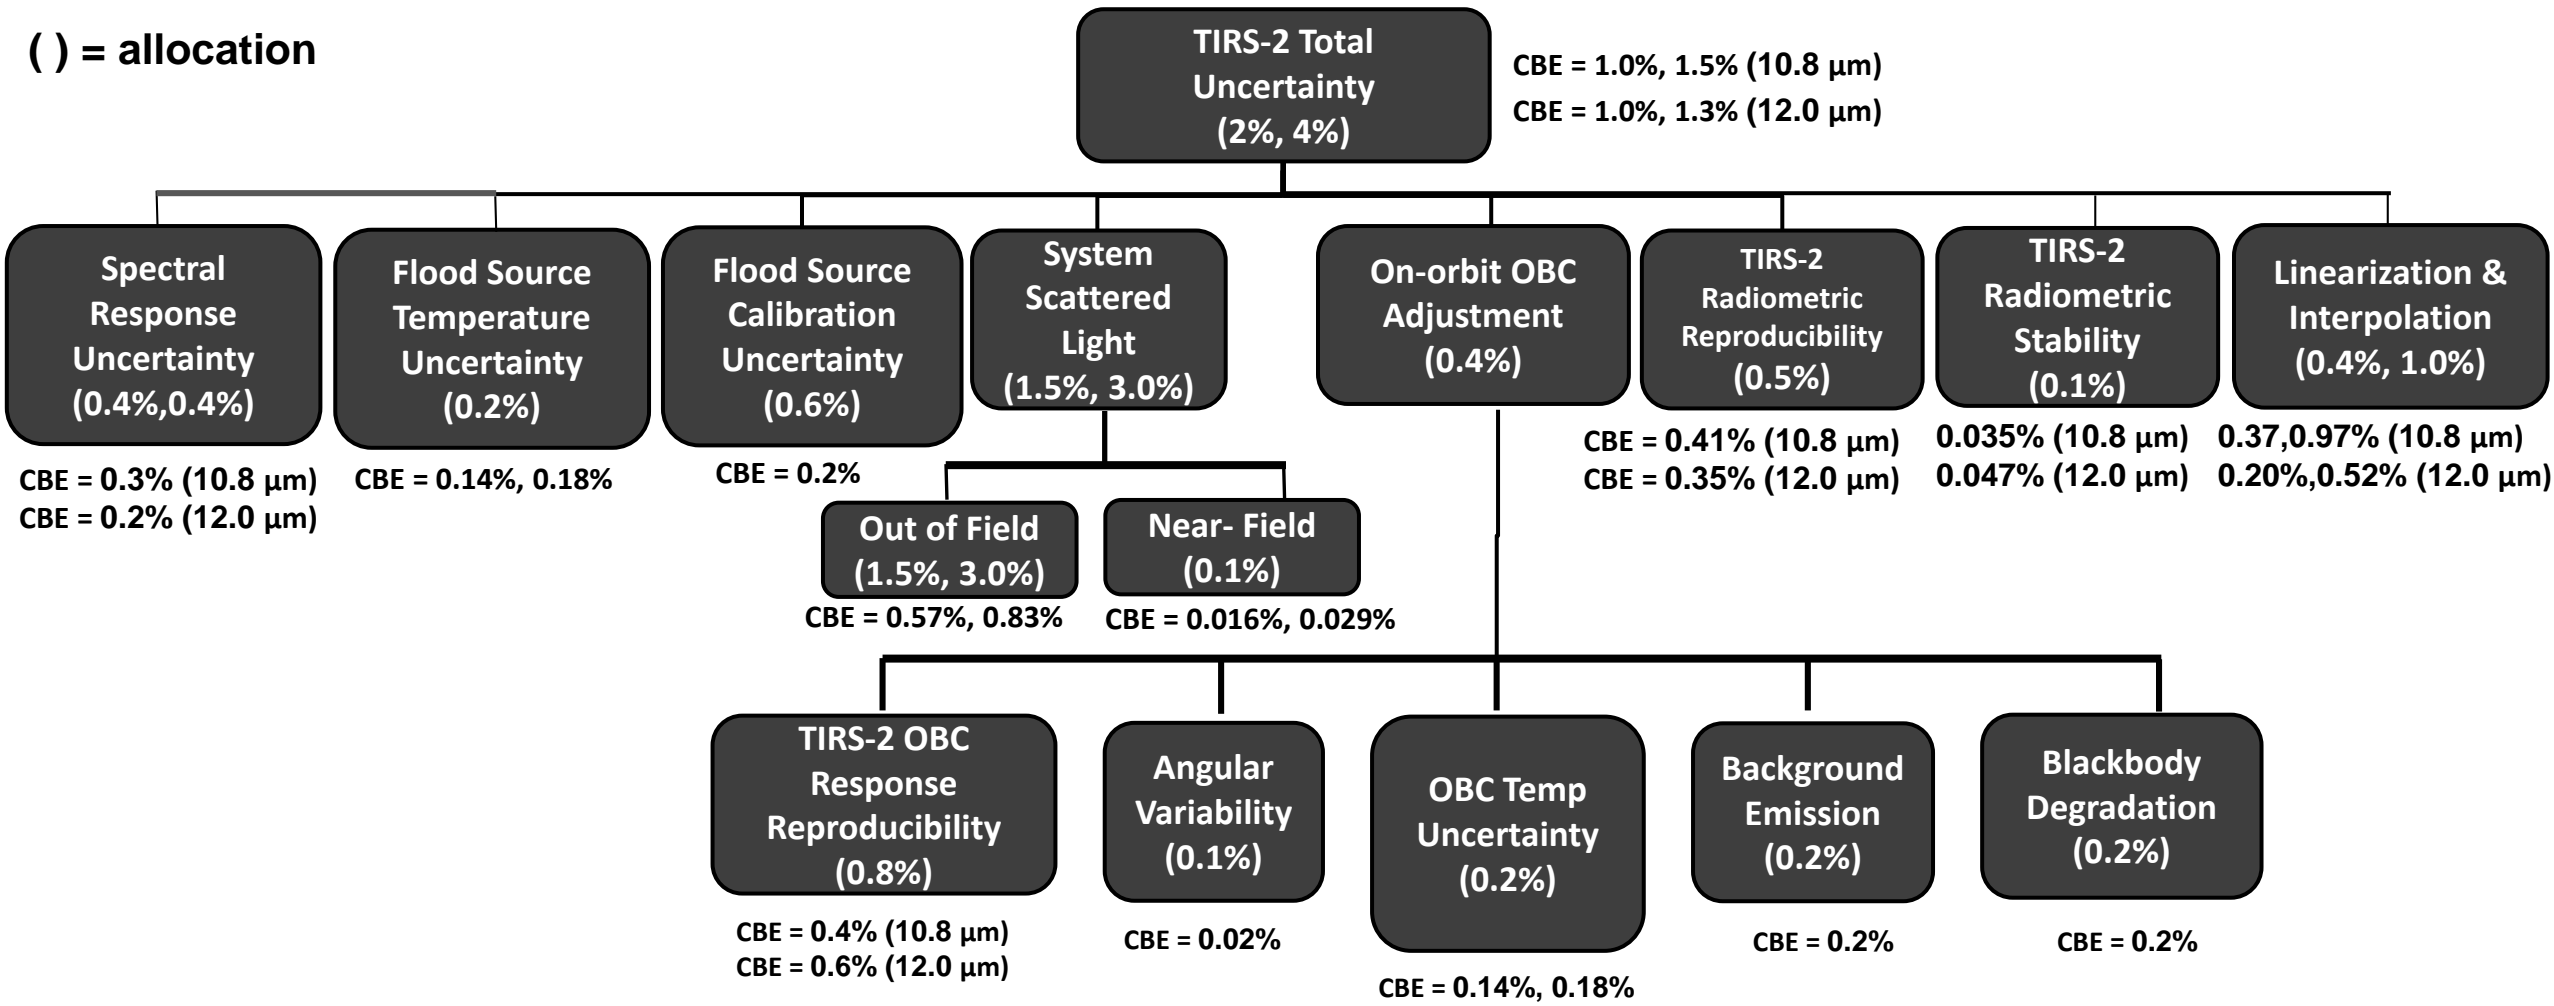 ( ) = allocation
TIRS-2 Total
Uncertainty
(2%, 4%)
CBE = 1.0%, 1.5% (10.8 µm)
CBE = 1.0%, 1.3% (12.0 µm)
Spectral
Response
Uncertainty
(0.4%,0.4%)
CBE = 0.3% (10.8 µm)
CBE = 0.2% (12.0 µm)
Flood Source
Temperature
Uncertainty
(0.2%)
CBE = 0.14%, 0.18%
Flood Source
Calibration
Uncertainty
(0.6%)
CBE = 0.2%
System
Scattered
Light
(1.5%, 3.0%)
On-orbit OBC
Adjustment
(0.4%)
TIRS-2
Radiometric
Reproducibility
(0.5%)
CBE = 0.41% (10.8 µm)
CBE = 0.35% (12.0 µm)
TIRS-2
Radiometric
Stability
(0.1%)
0.035% (10.8 µm)
0.047% (12.0 µm)
Linearization &
Interpolation
(0.4%, 1.0%)
0.37,0.97% (10.8 µm)
0.20%,0.52% (12.0 µm)
Out of Field
(1.5%, 3.0%)
CBE = 0.57%, 0.83%
Near- Field
(0.1%)
CBE = 0.016%, 0.029%
TIRS-2 OBC
Response
Reproducibility
(0.8%)
CBE = 0.4% (10.8 µm)
CBE = 0.6% (12.0 µm)
Angular
Variability
(0.1%)
CBE = 0.02%
OBC Temp
Uncertainty
(0.2%)
CBE = 0.14%, 0.18%
Background
Emission
(0.2%)
CBE = 0.2%
Blackbody
Degradation
(0.2%)
CBE = 0.2%